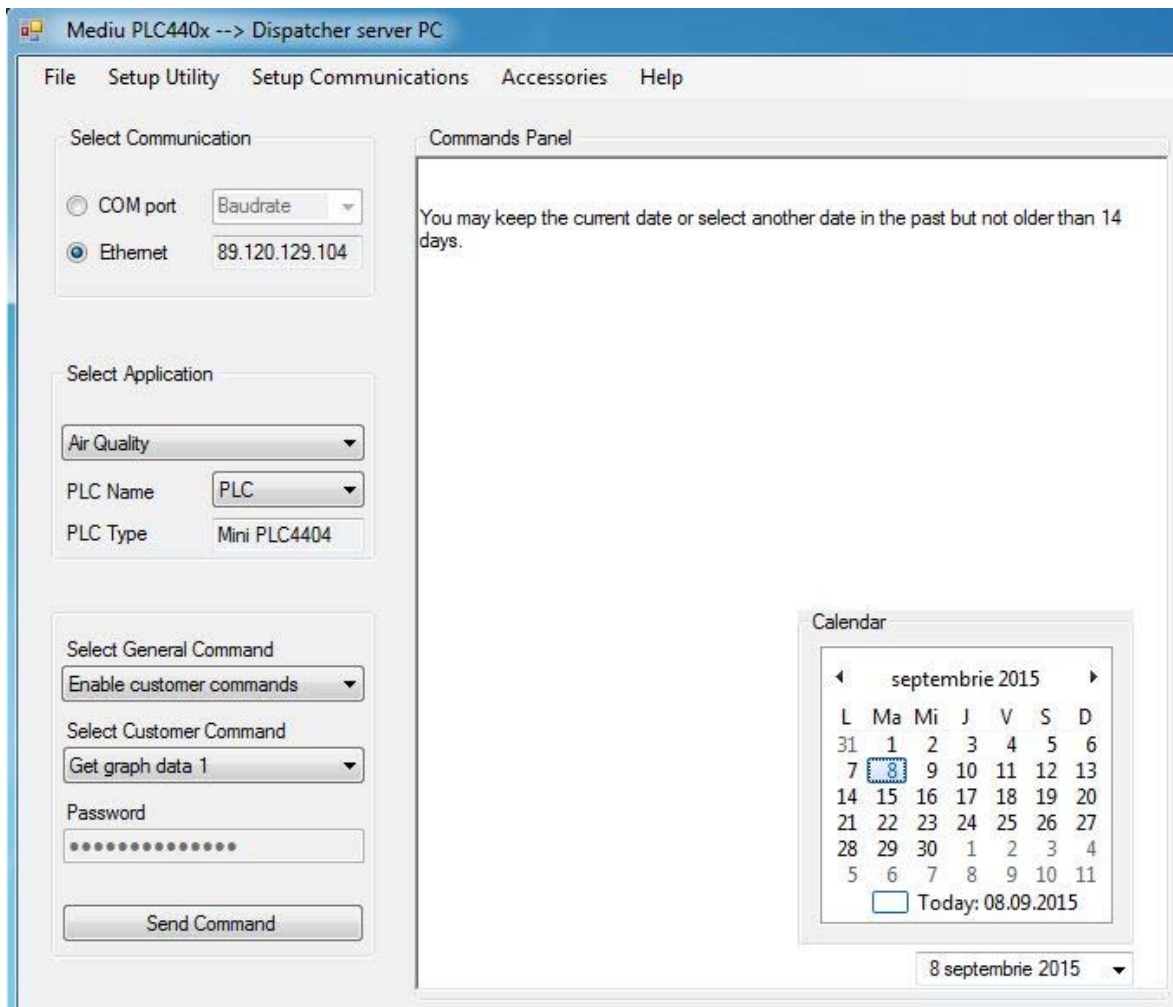 Mediu PLC440x --> Dispatcher server PC
File Setup Utility Setup Communications Accessories Help
Select Communication
COM port Baudrate
Ethernet 89.120.129.104
Select Application
Air Quality
PLC Name PLC
PLC Type Mini PLC4404
Select General Command
Enable customer commands
Select Customer Command
Get graph data 1
Password
••••••••••••••
Send Command
Commands Panel
You may keep the current date or select another date in the past but not older than 14
days.
Calendar
septembrie 2015
L Ma Mi J V S D
31 1 2 3 4 5 6
7 8 9 10 11 12 13
14 15 16 17 18 19 20
21 22 23 24 25 26 27
28 29 30 1 2 3 4
5 6 7 8 9 10 11
Today: 08.09.2015
8 septembrie 2015